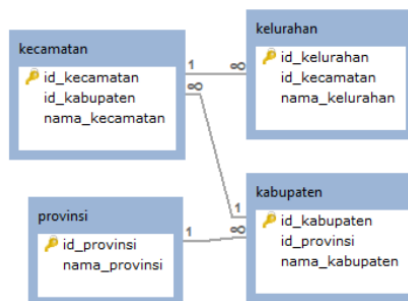 kecamatan
id_kecamatan
id_kabupaten
nama_kecamatan
1
∞
∞
kelurahan
id_kelurahan
id_kecamatan
nama_kelurahan
provinsi
id_provinsi
nama_provinsi
1
1
∞
kabupaten
id_kabupaten
id_provinsi
nama_kabupaten